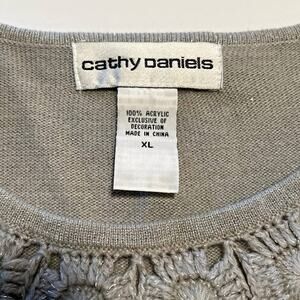 cathy Daniels
100% ACRYLIC
EXCLUSIVE OF
DECORATION
MADE IN CHINA
XL